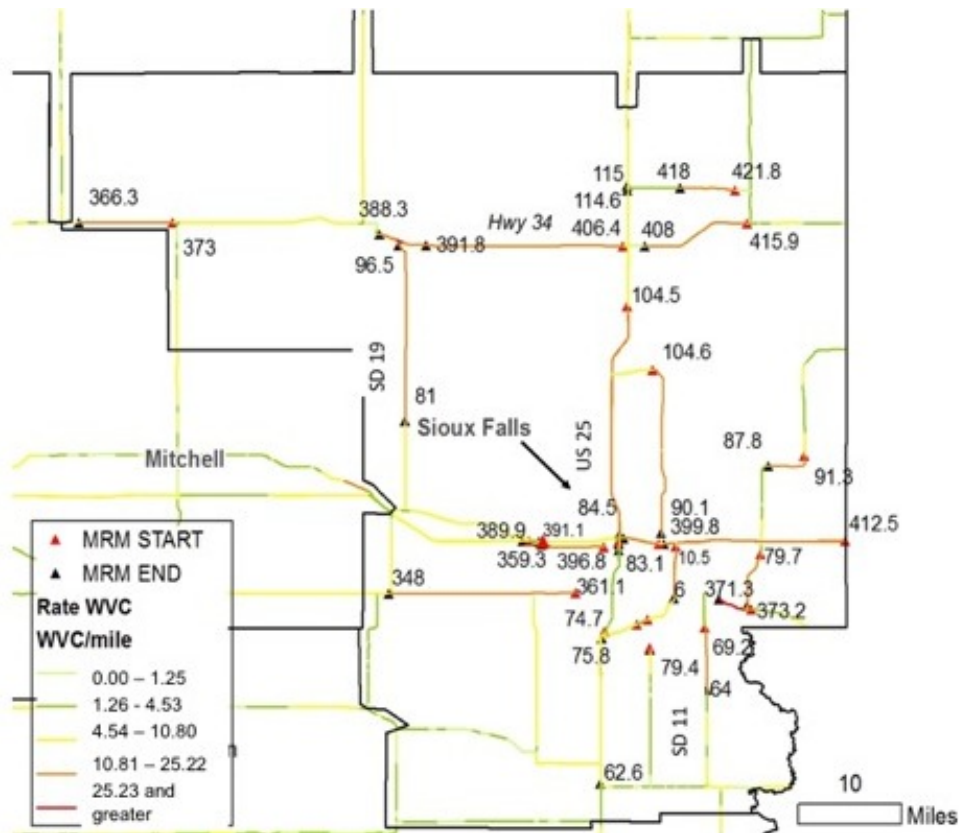 115 418 421.8
366.3
114.6
388.3
Hwy 34
406.4 408
415.9
373
96.5 391.8
104.5
104.6
SD 19
81
Sioux Falls
US 25
Mitchell
87.8
91.3
84.5
90.1
389.9 391.1
399.8
412.5
359.3 396.8
83.1
10.5
79.7
348
361.1
6
371.3
373.2
74.7
75.8
69.2
79.4
64
SD 11
62.6
MRM START
MRM END
Rate WVC
WVC/mile
0.00 – 1.25
1.26 - 4.53
4.54 – 10.80
10.81 – 25.22
25.23 and
greater
10
Miles